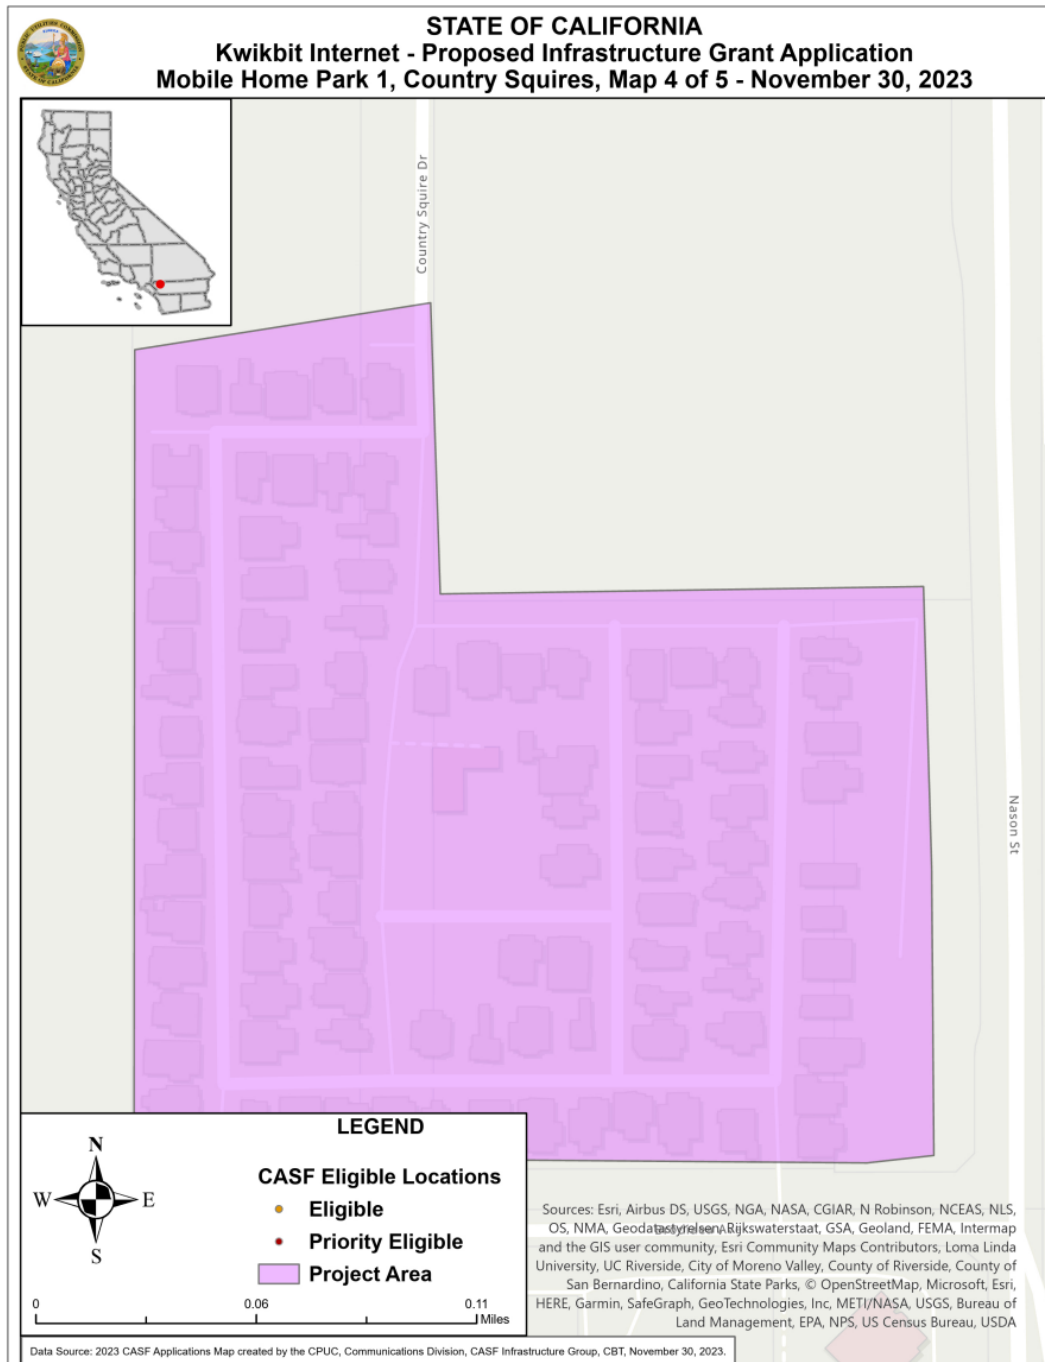 STATE OF CALIFORNIA
Kwikbit Internet - Proposed Infrastructure Grant Application
Mobile Home Park 1, Country Squires, Map 4 of 5 - November 30, 2023
Country Squire Dr
Nason St
LEGEND
CASF Eligible Locations
Eligible
Priority Eligible
Project Area
N
W E
S
0 0.06 0.11
Miles
Sources: Esri, Airbus DS, USGS, NGA, NASA, CGIAR, N Robinson, NCEAS, NLS,
OS, NMA, Geodatastyrelsen, Rijkswaterstaat, GSA, Geoland, FEMA, Intermap
and the GIS user community, Esri Community Maps Contributors, Loma Linda
University, UC Riverside, City of Moreno Valley, County of Riverside, County of
San Bernardino, California State Parks, © OpenStreetMap, Microsoft, Esri,
HERE, Garmin, SafeGraph, GeoTechnologies, Inc, METI/NASA, USGS, Bureau of
Land Management, EPA, NPS, US Census Bureau, USDA
Data Source: 2023 CASF Applications Map created by the CPUC, Communications Division, CASF Infrastructure Group, CBT, November 30, 2023.